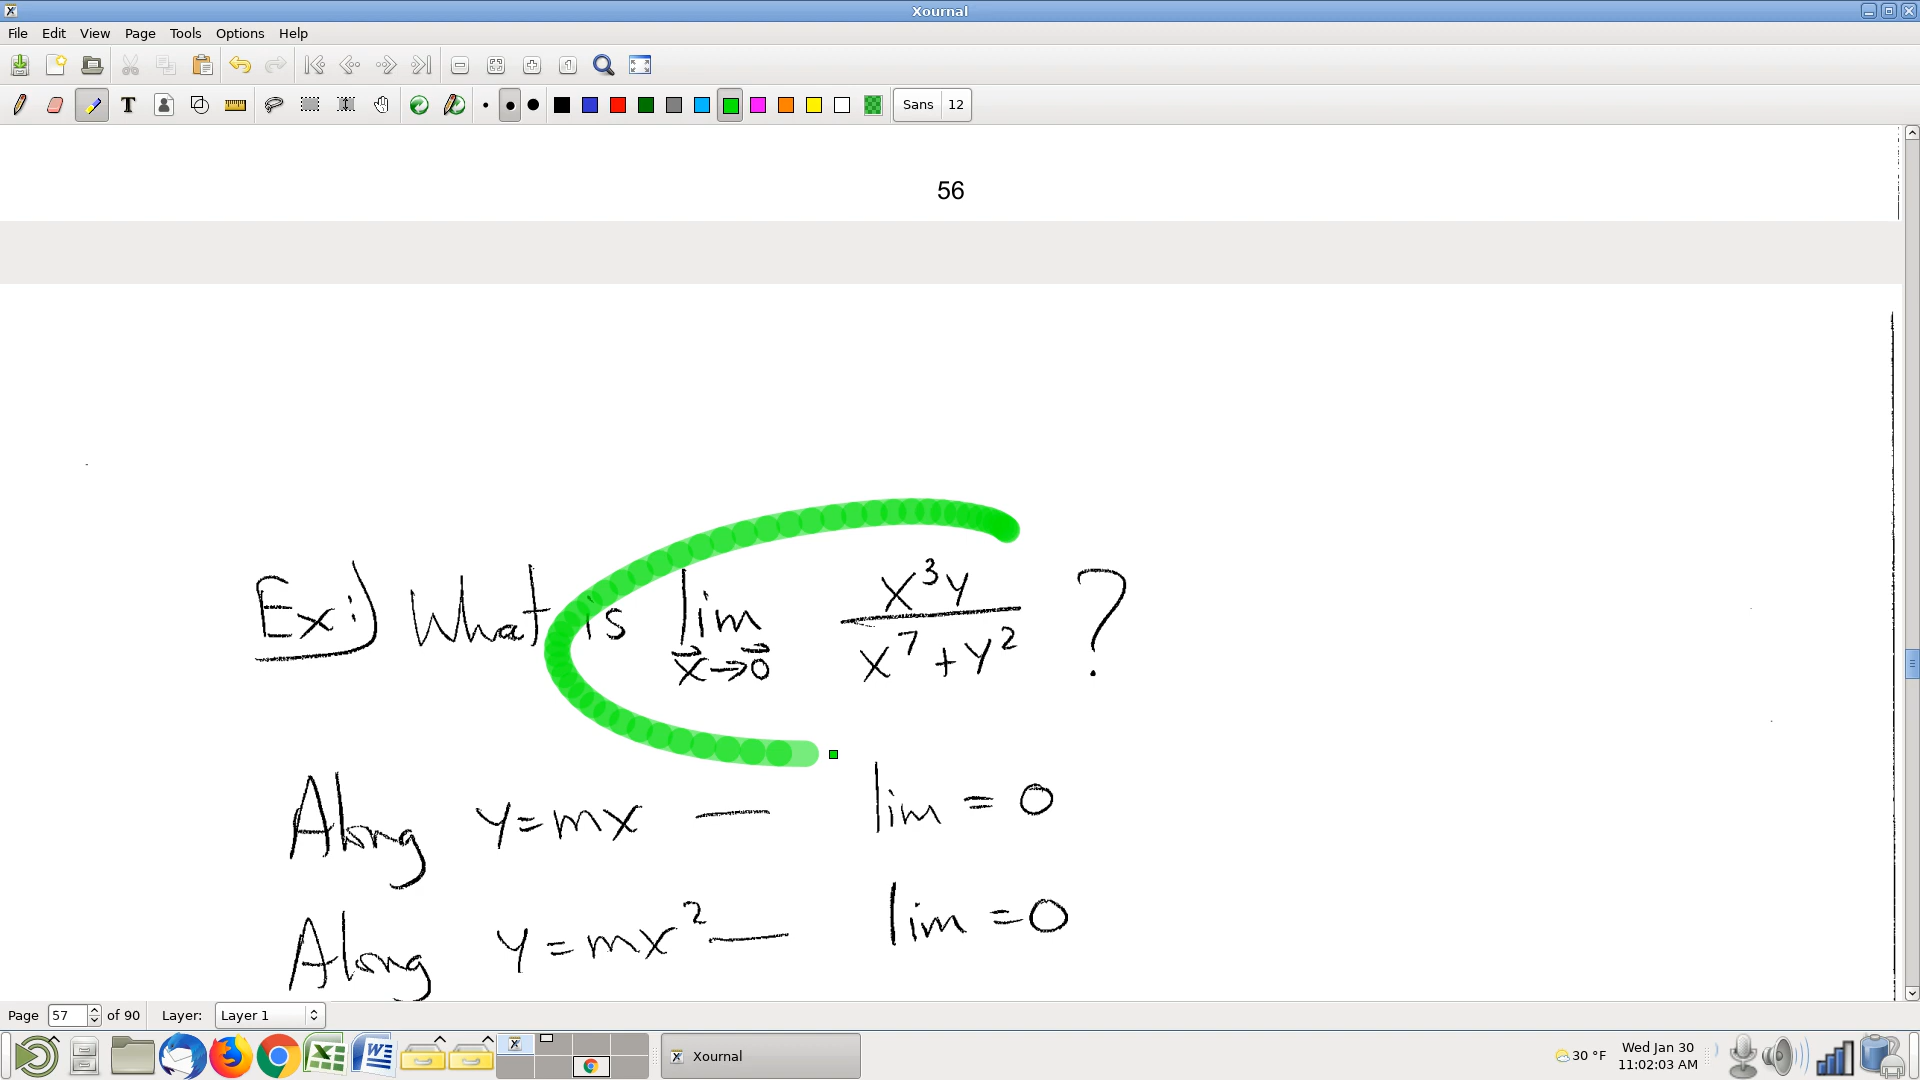 Xournal
File Edit View Page Tools Options Help
T Sans 12
56
Ex:) What is lim x³y / x⁷+y² ?
x⃗→0⃗
Along y=mx — lim = 0
Along y=mx² — lim =0
Page 57 of 90 Layer: Layer 1
Xournal
30 °F
Wed Jan 30
11:02:03 AM